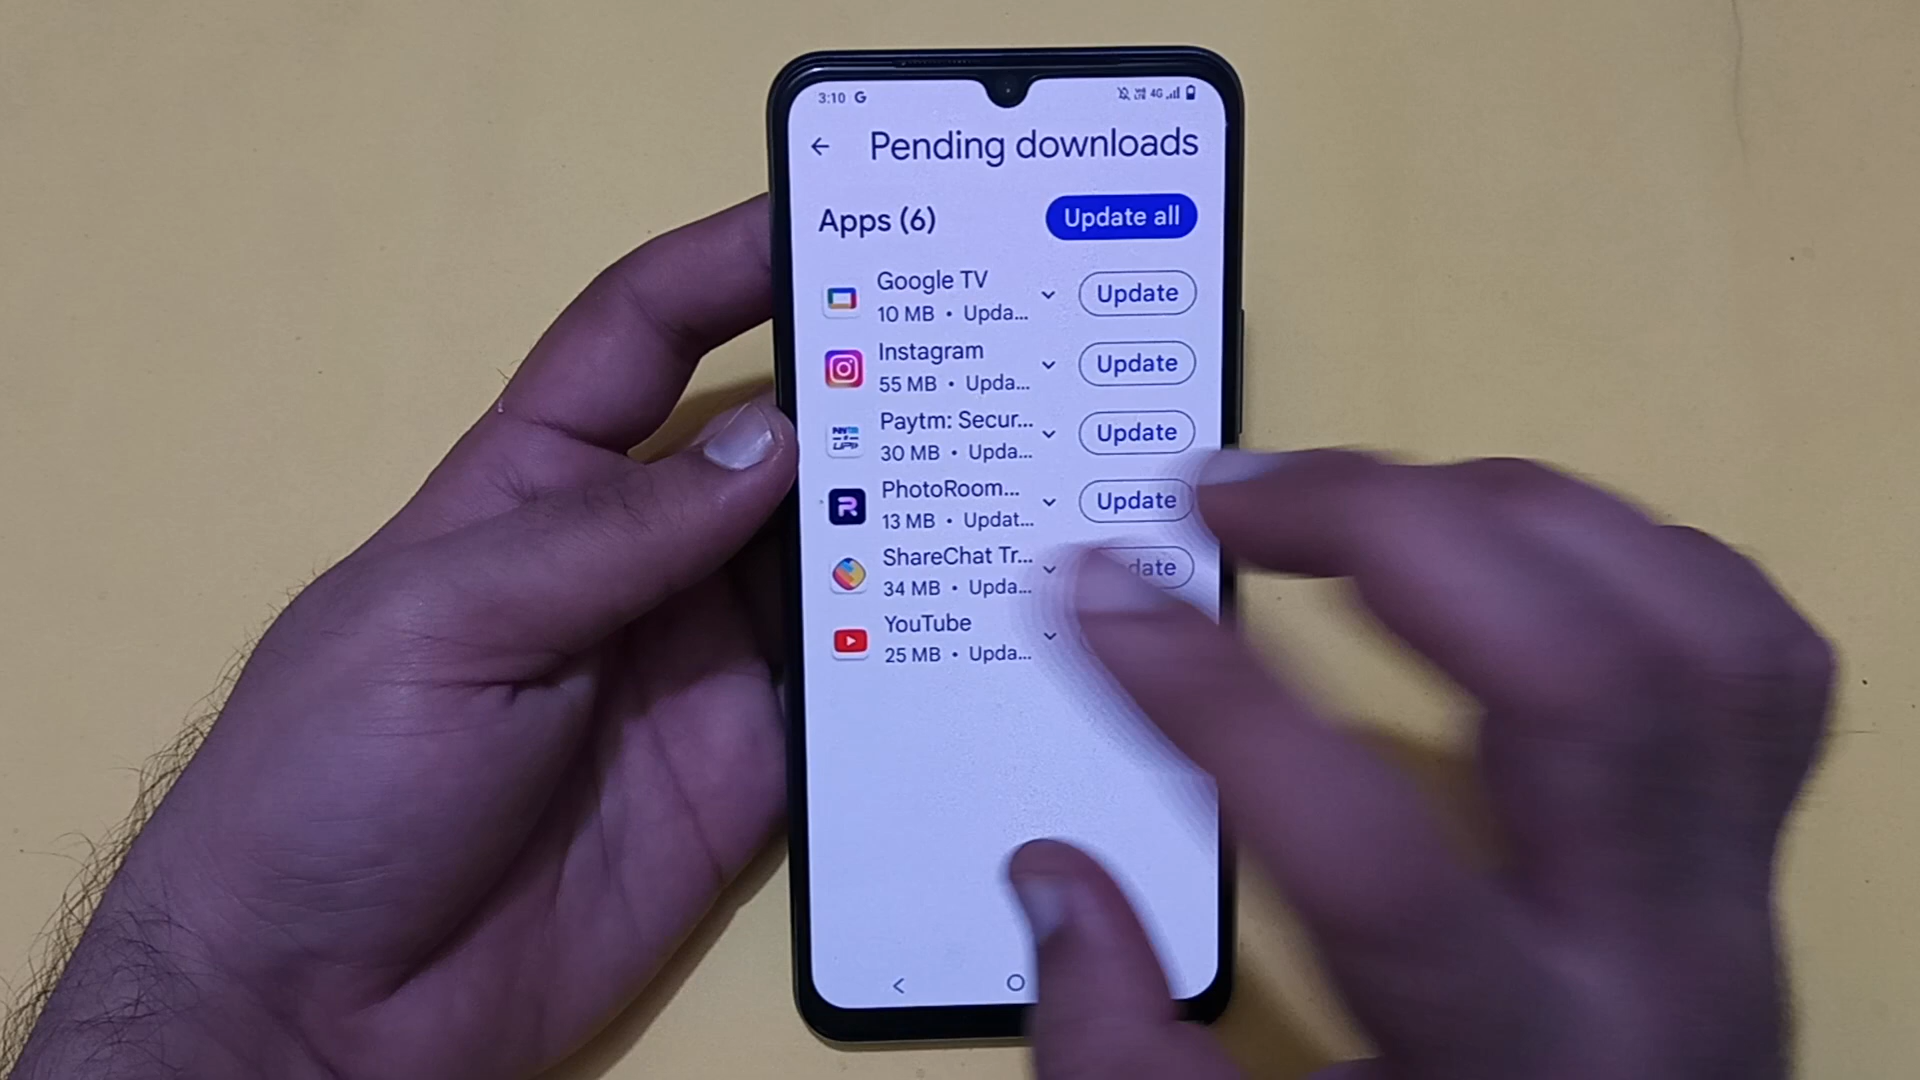 3:10 G 4G
Pending downloads
Apps (6) Update all
Google TV
10 MB • Upda... Update
Instagram
55 MB • Upda... Update
Paytm: Secur...
30 MB • Upda... Update
PhotoRoom...
13 MB • Updat... Update
ShareChat Tr...
34 MB • Upda... date
YouTube
25 MB • Upda...